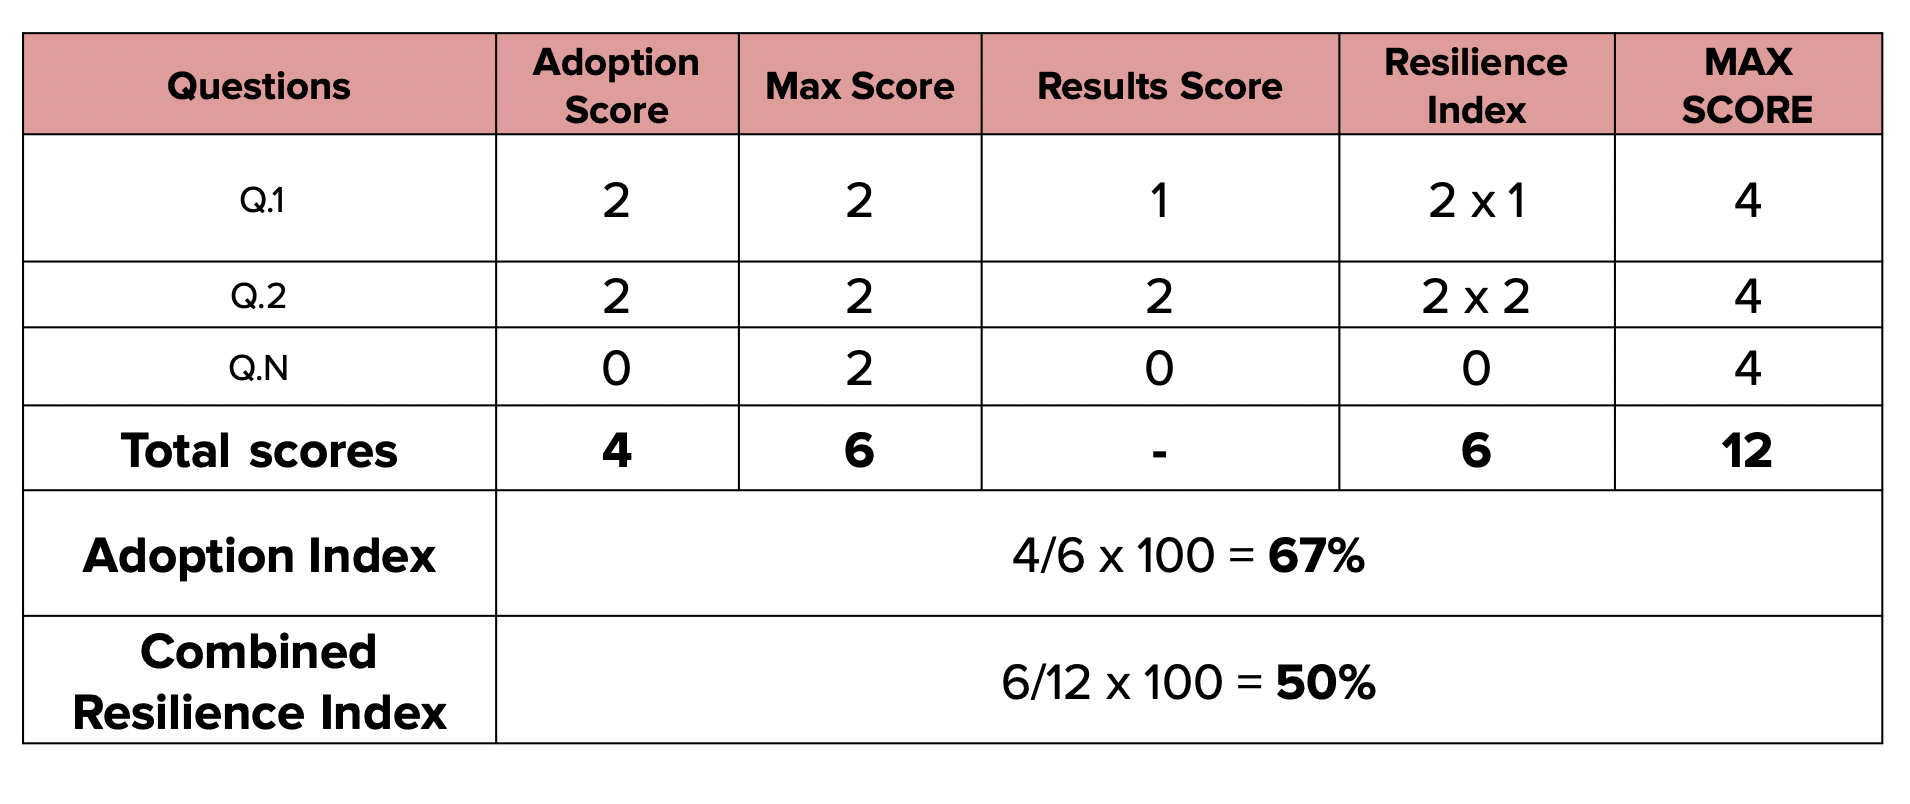 Questions Adoption Score Max Score Results Score Resilience Index MAX SCORE
Q.1 2 2 1 2 x 1 4
Q.2 2 2 2 2 x 2 4
Q.N 0 2 0 0 4
Total scores 4 6 - 6 12
Adoption Index 4/6 x 100 = 67%
Combined Resilience Index 6/12 x 100 = 50%